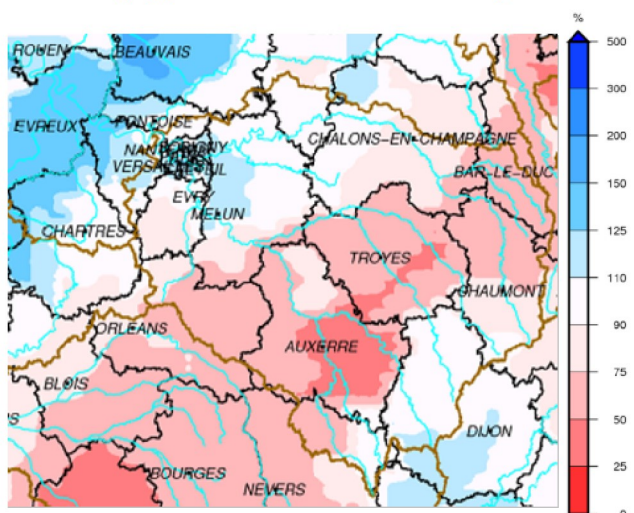 %
500
300
200
150
125
110
90
75
50
25
ROUEN
BEAUVAIS
EVREUX
PONTOISE
CHALONS-EN-CHAMPAGNE
BAR-LE-DUC
EVRY
MELUN
CHARTRES
TROYES
CHAUMONT
ORLEANS
AUXERRE
BLOIS
DIJON
BOURGES
NEVERS